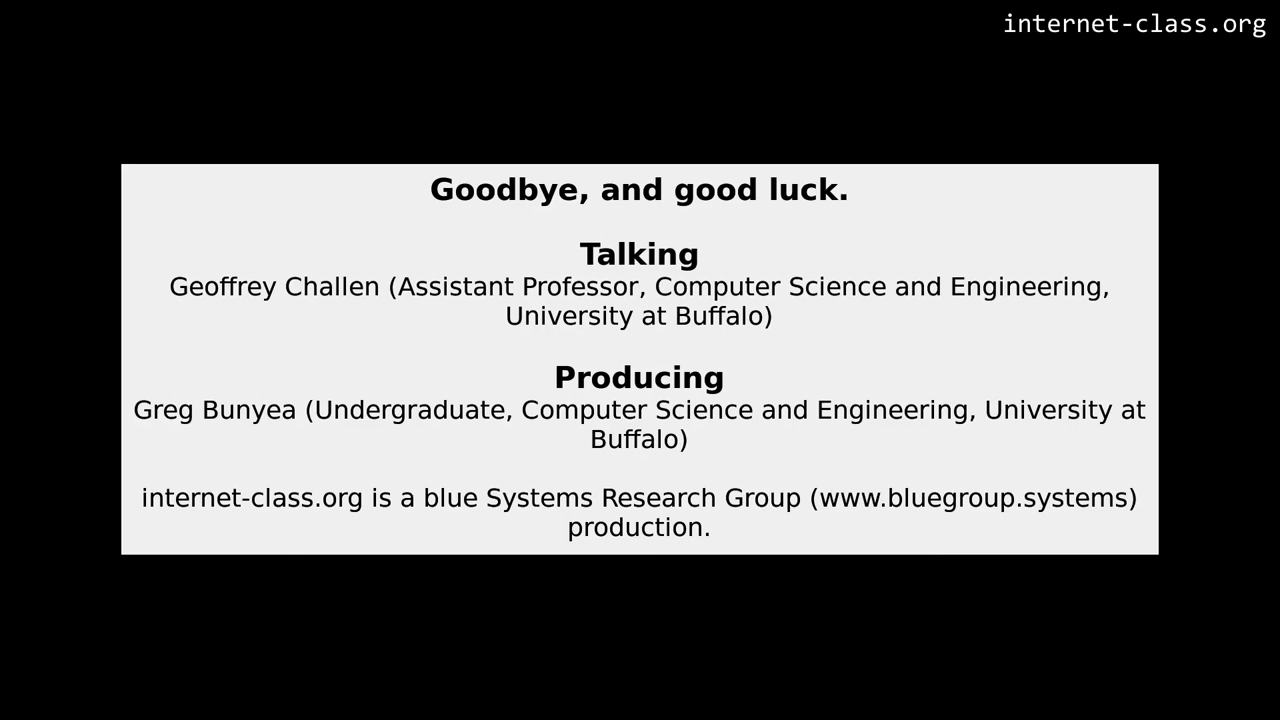 internet-class.org
Goodbye, and good luck.
Talking
Geoffrey Challen (Assistant Professor, Computer Science and Engineering,
University at Buffalo)
Producing
Greg Bunyea (Undergraduate, Computer Science and Engineering, University at
Buffalo)
internet-class.org is a blue Systems Research Group (www.bluegroup.systems)
production.